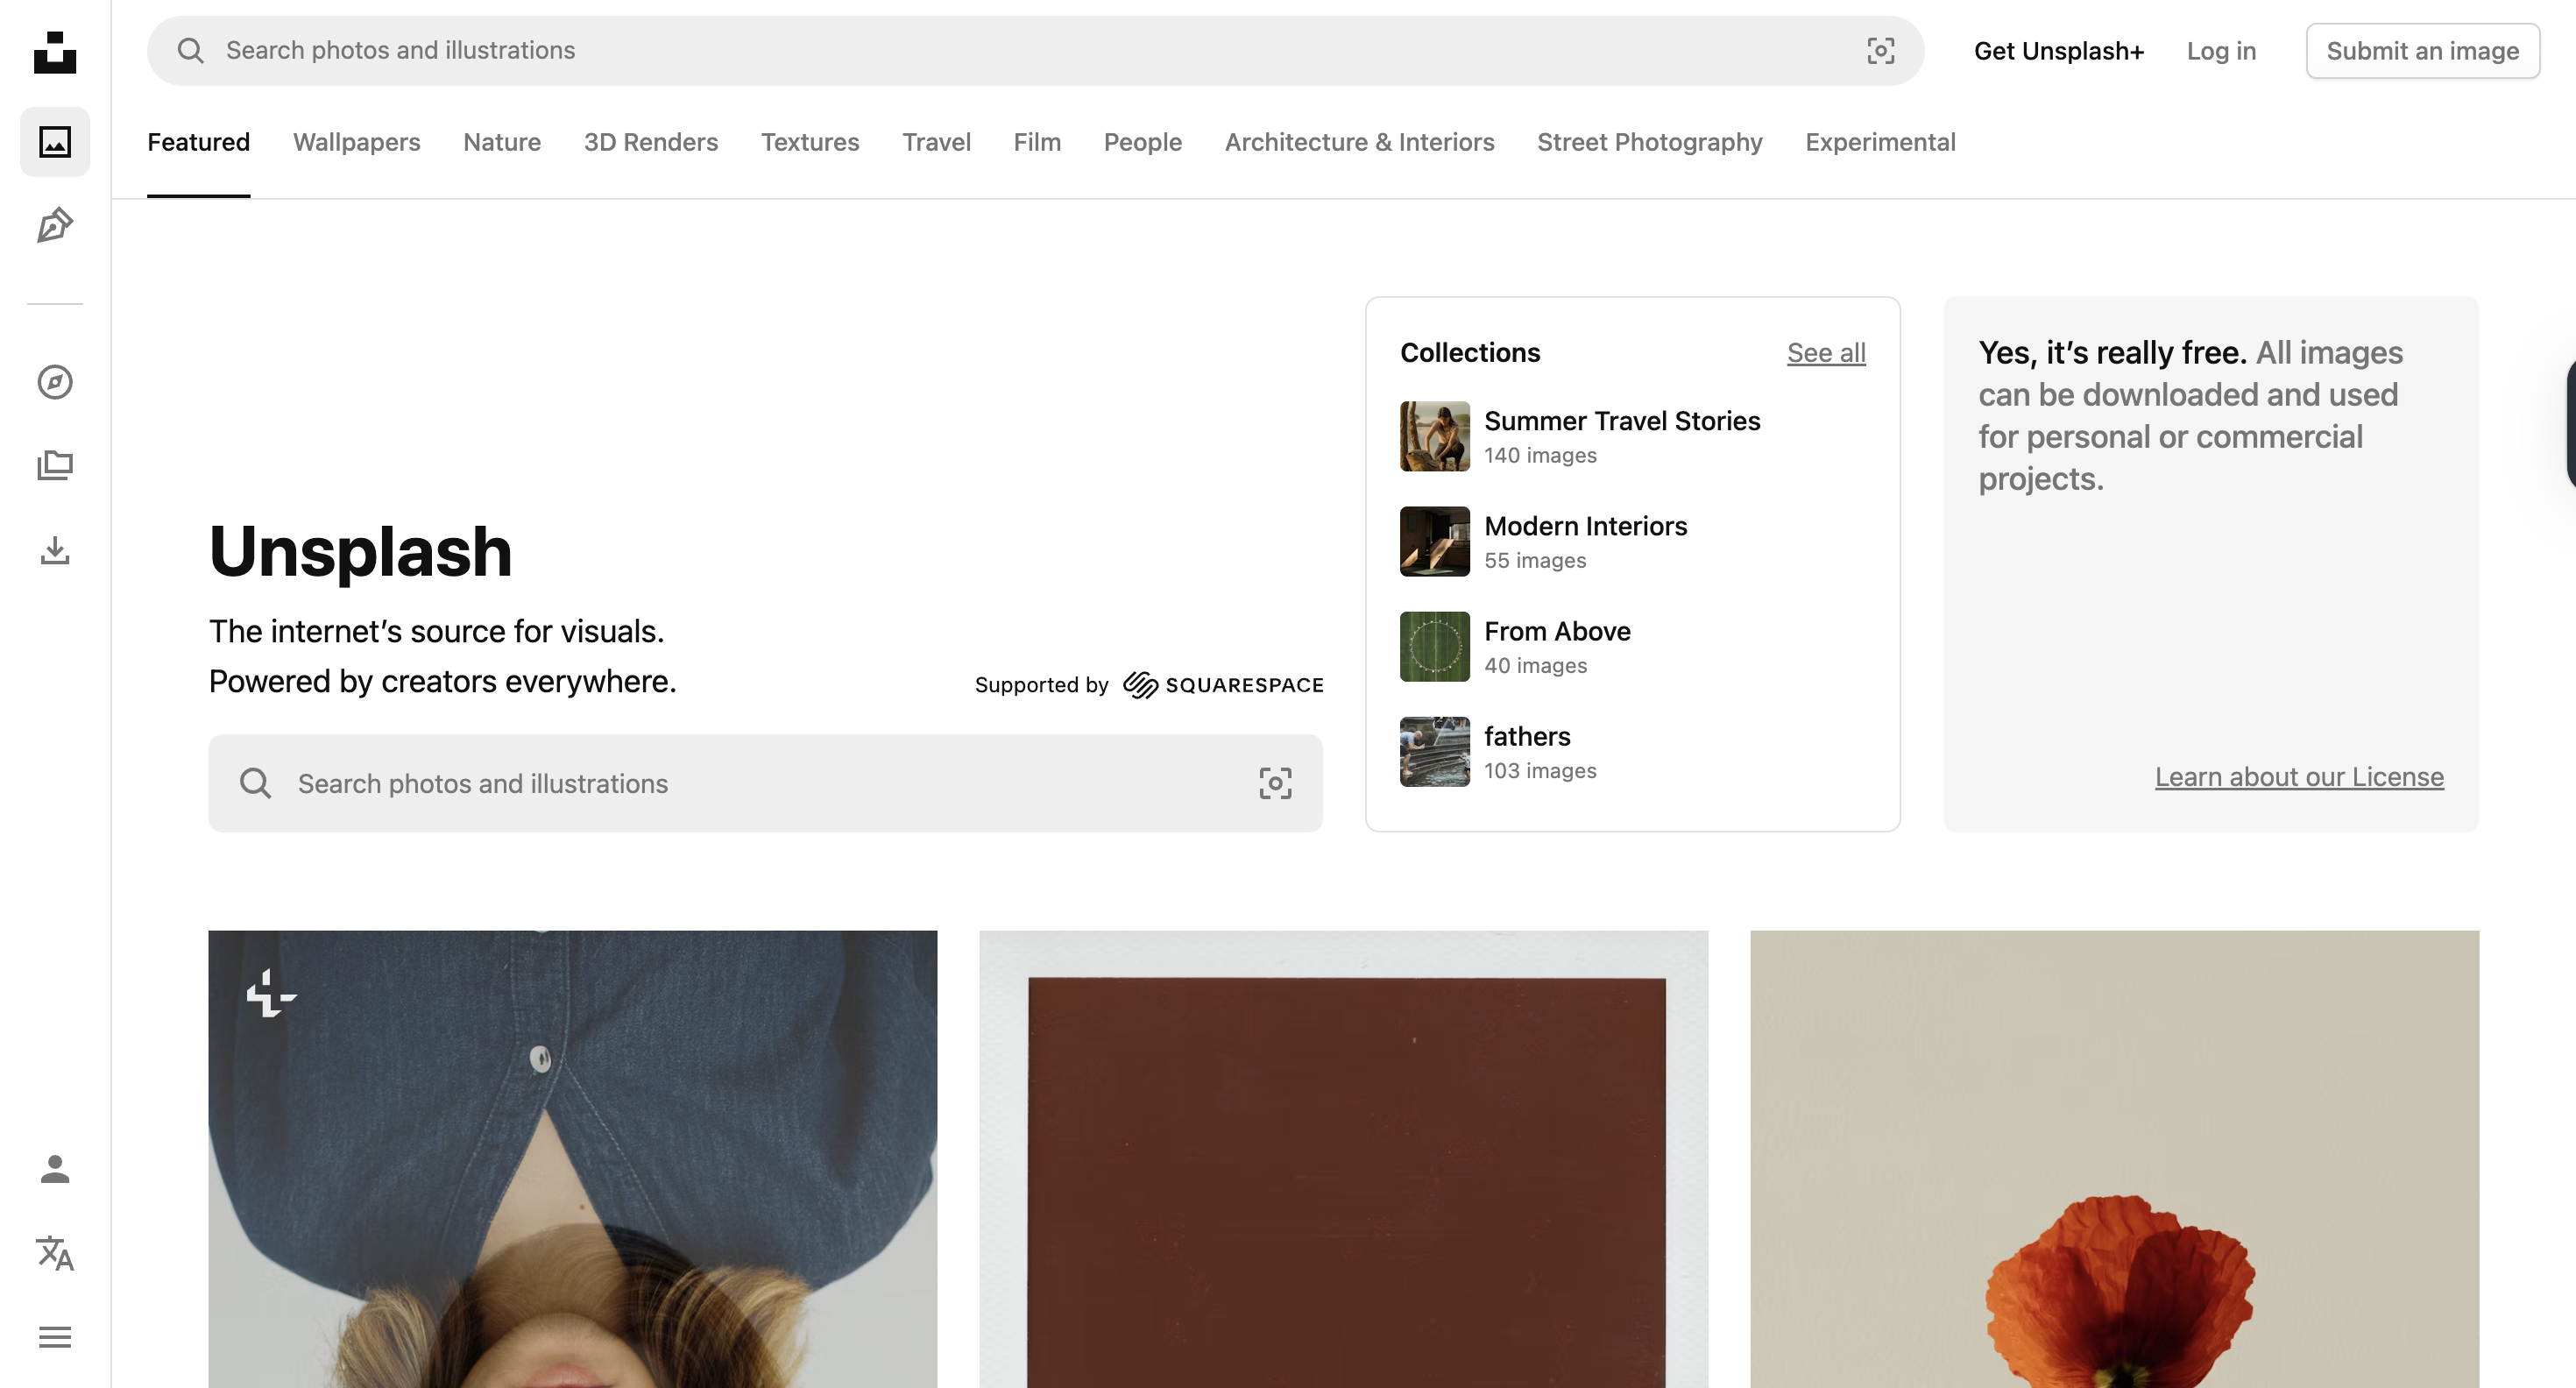 Search photos and illustrations
Get Unsplash+
Log in
Submit an image
Featured
Wallpapers
Nature
3D Renders
Textures
Travel
Film
People
Architecture & Interiors
Street Photography
Experimental
Unsplash
The internet’s source for visuals.
Powered by creators everywhere.
Supported by SQUARESPACE
Search photos and illustrations
Collections
See all
Summer Travel Stories
140 images
Modern Interiors
55 images
From Above
40 images
fathers
103 images
Yes, it’s really free. All images
can be downloaded and used
for personal or commercial
projects.
Learn about our License